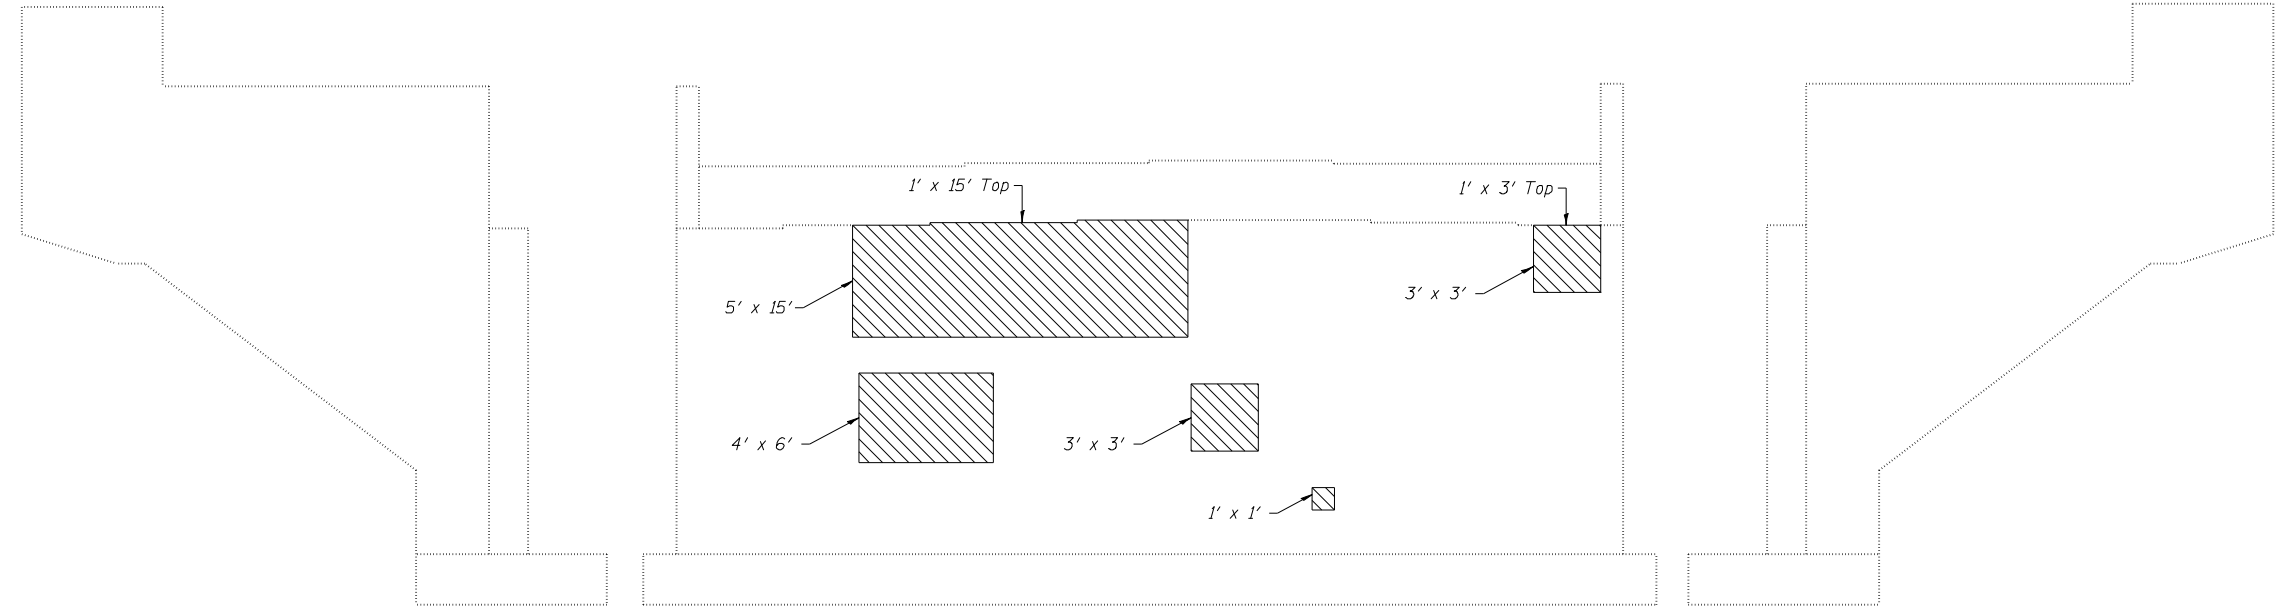 1' x 15' Top
1' x 3' Top
5' x 15'
3' x 3'
4' x 6'
3' x 3'
1' x 1'